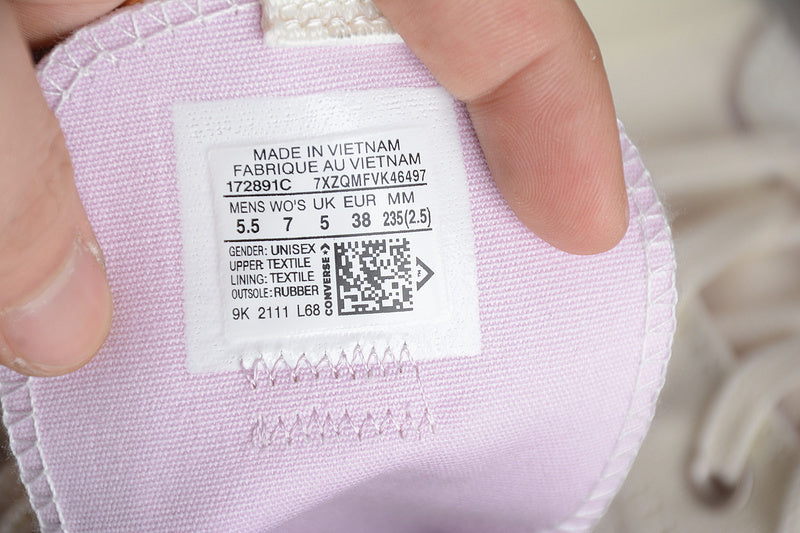 MADE IN VIETNAM
FABRIQUE AU VIETNAM
172891C 7XZQMFVK46497
MENS WO'S UK EUR MM
5.5 7 5 38 235(2.5)
GENDER: UNISEX
UPPER: TEXTILE
LINING: TEXTILE
OUTSOLE: RUBBER
9K 2111 L68
CONVERSE